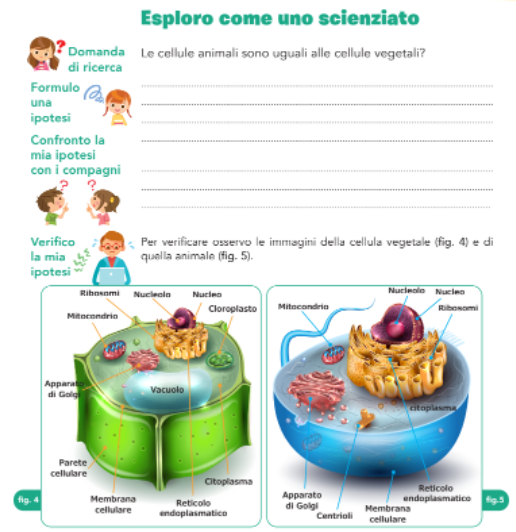 Esploro come uno scienziato
Domanda
di ricerca
Le cellule animali sono uguali alle cellule vegetali?
Formulo
una
ipotesi
Confronto la
mia ipotesi
con i compagni
Verifico
la mia
ipotesi
Per verificare osservo le immagini della cellula vegetale (fig. 4) e di
quella animale (fig. 5).
Ribosomi
Nucleolo
Nucleo
Mitocondrio
Cloroplasto
Apparato
di Golgi
Vacuolo
Parete
cellulare
Citoplasma
Membrana
cellulare
Reticolo
endoplasmatico
fig. 4
Nucleolo
Nucleo
Mitocondrio
Ribosomi
citoplasma
Apparato
di Golgi
Centrioli
Membrana
cellulare
Reticolo
endoplasmatico
fig.5